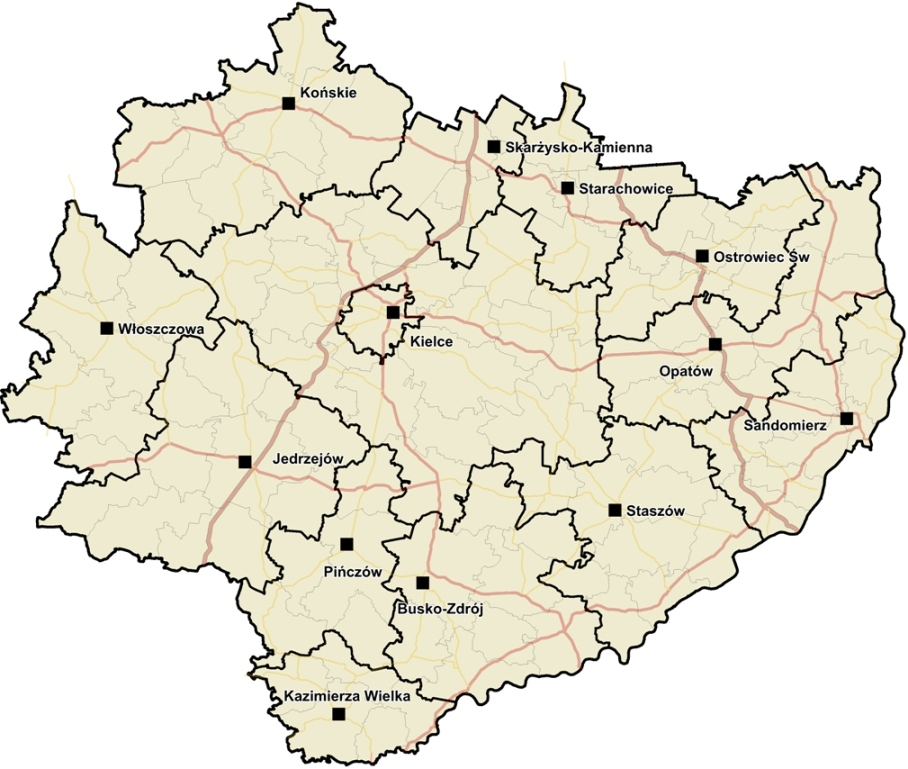 Końskie
Skarżysko-Kamienna
Starachowice
Ostrowiec Św
Włoszczowa
Kielce
Opatów
Sandomierz
Jedrzejów
Staszów
Pińczów
Busko-Zdrój
Kazimierza Wielka